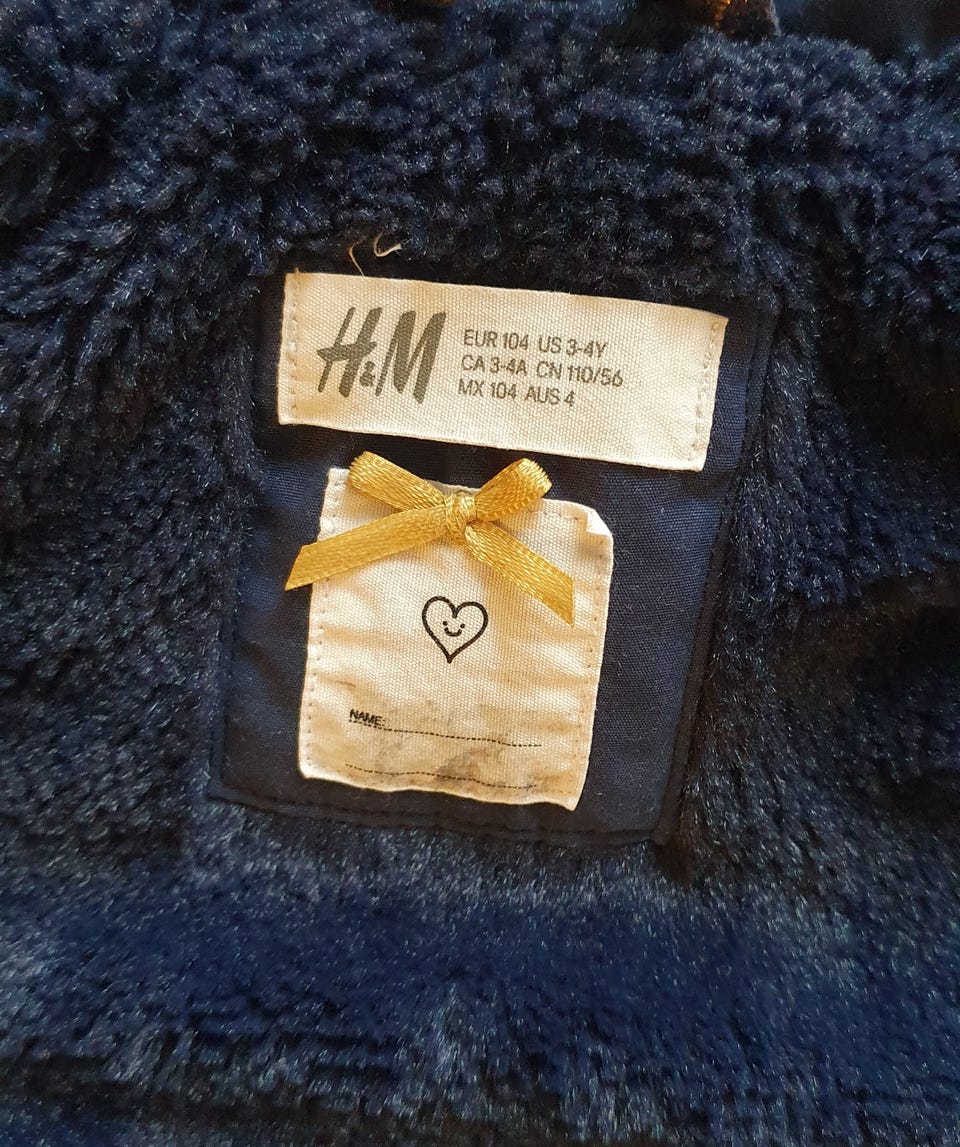 H&M
EUR 104 US 3-4Y
CA 3-4A CN 110/56
MX 104 AUS 4
NAME: